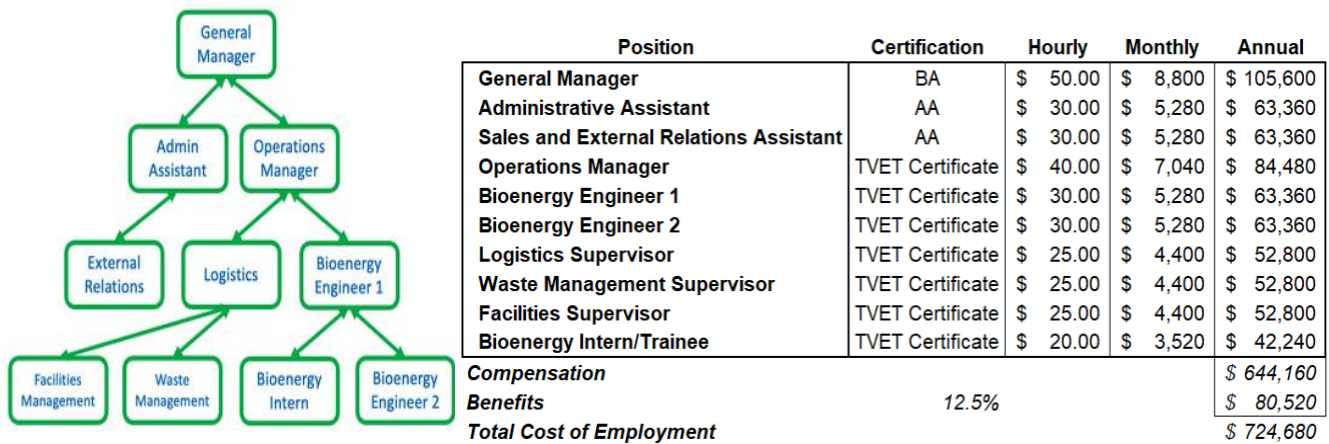 General
Manager
Admin
Assistant
Operations
Manager
External
Relations
Logistics
Bioenergy
Engineer 1
Facilities
Management
Waste
Management
Bioenergy
Intern
Bioenergy
Engineer 2
Position Certification Hourly Monthly Annual
General Manager BA $ 50.00 $ 8,800 $ 105,600
Administrative Assistant AA $ 30.00 $ 5,280 $ 63,360
Sales and External Relations Assistant AA $ 30.00 $ 5,280 $ 63,360
Operations Manager TVET Certificate $ 40.00 $ 7,040 $ 84,480
Bioenergy Engineer 1 TVET Certificate $ 30.00 $ 5,280 $ 63,360
Bioenergy Engineer 2 TVET Certificate $ 30.00 $ 5,280 $ 63,360
Logistics Supervisor TVET Certificate $ 25.00 $ 4,400 $ 52,800
Waste Management Supervisor TVET Certificate $ 25.00 $ 4,400 $ 52,800
Facilities Supervisor TVET Certificate $ 25.00 $ 4,400 $ 52,800
Bioenergy Intern/Trainee TVET Certificate $ 20.00 $ 3,520 $ 42,240
Compensation $ 644,160
Benefits 12.5% $ 80,520
Total Cost of Employment $ 724,680